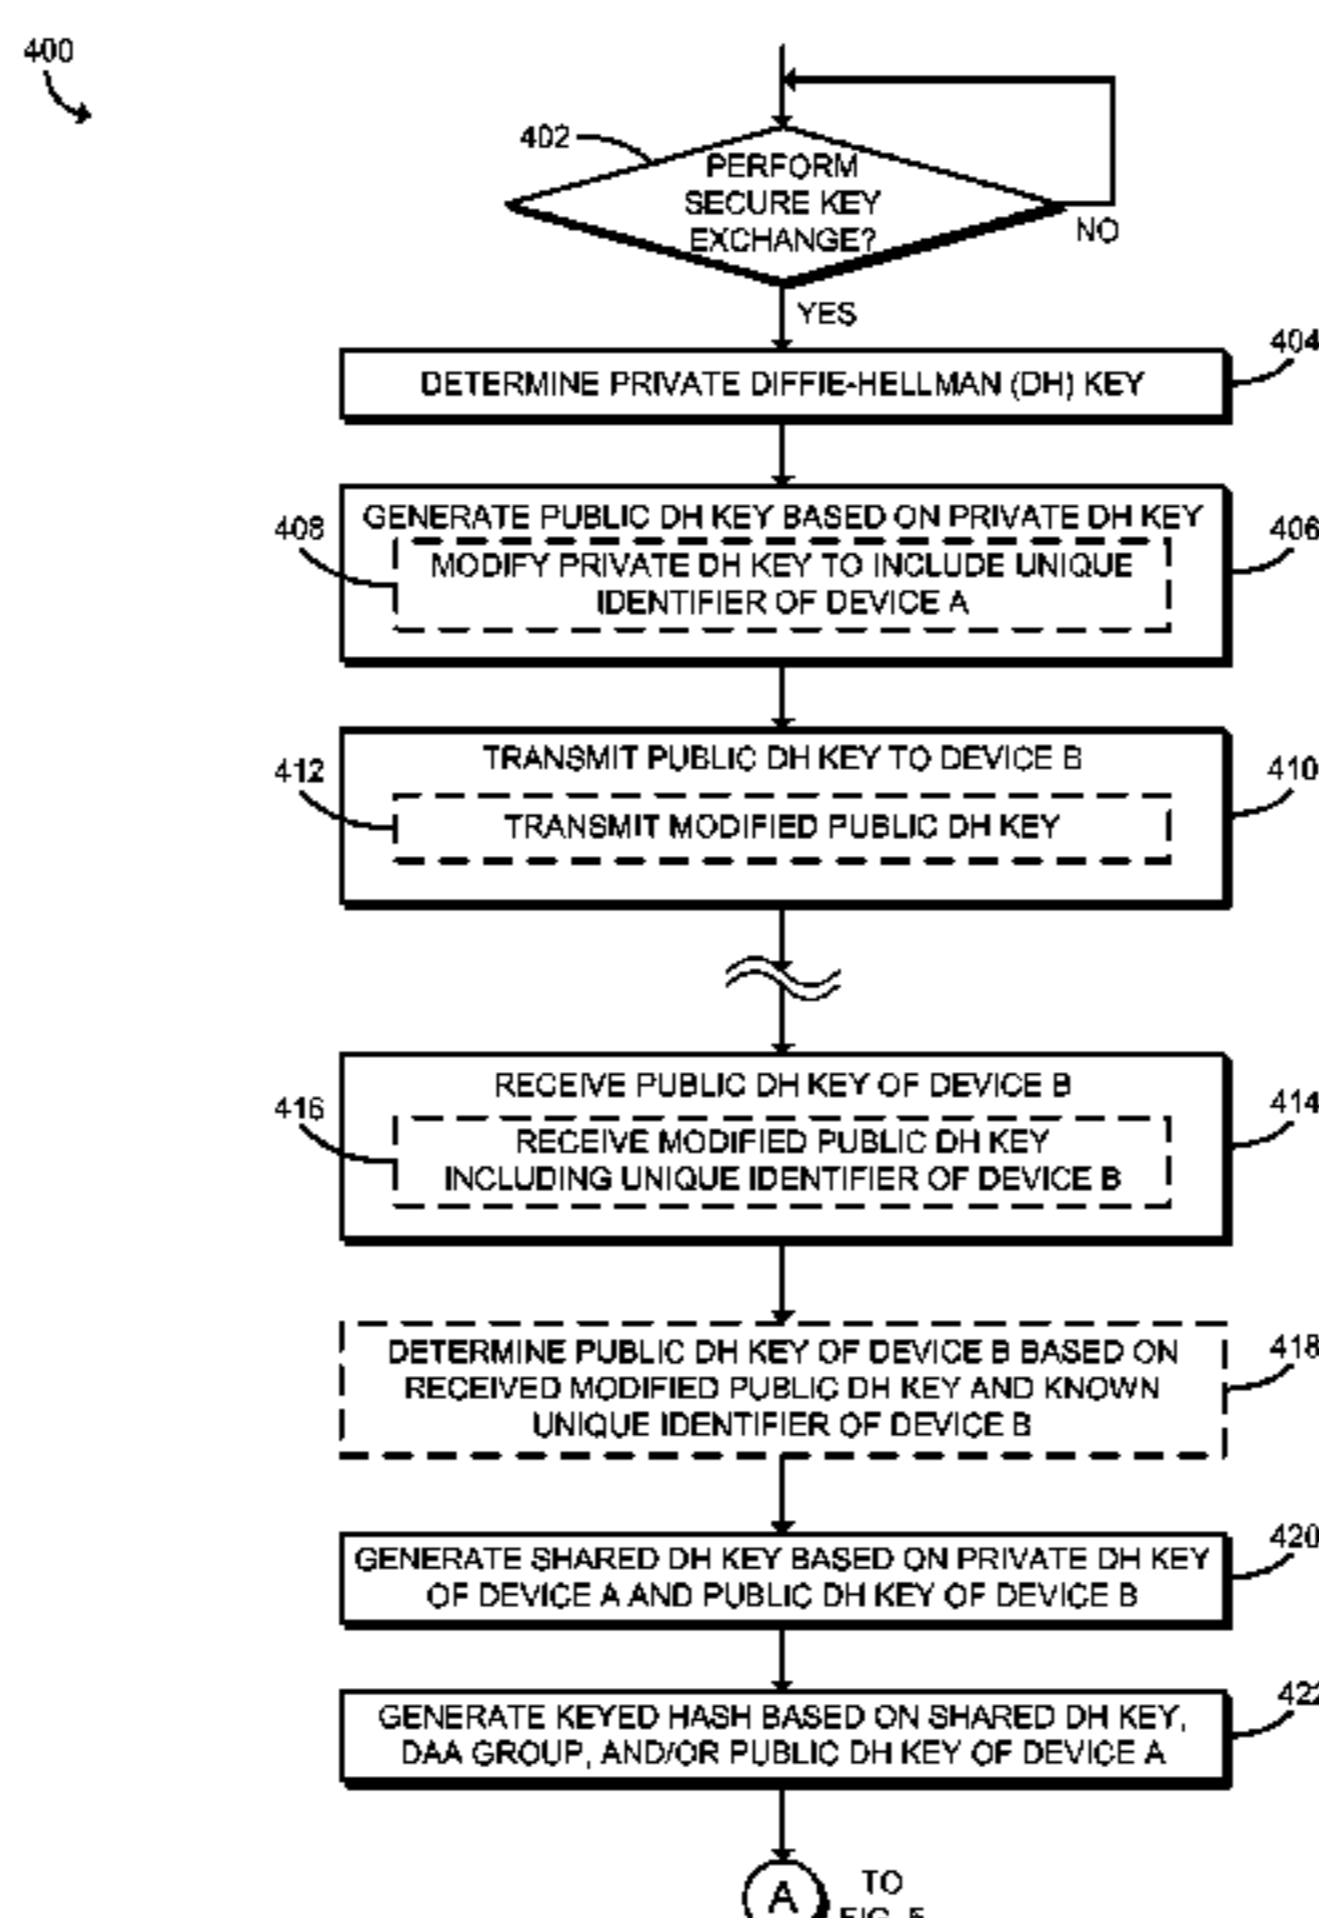 400
402
PERFORM
SECURE KEY
EXCHANGE?
NO
YES
404
DETERMINE PRIVATE DIFFIE-HELLMAN (DH) KEY
GENERATE PUBLIC DH KEY BASED ON PRIVATE DH KEY
408
406
MODIFY PRIVATE DH KEY TO INCLUDE UNIQUE
IDENTIFIER OF DEVICE A
TRANSMIT PUBLIC DH KEY TO DEVICE B
412
410
TRANSMIT MODIFIED PUBLIC DH KEY
RECEIVE PUBLIC DH KEY OF DEVICE B
416
414
RECEIVE MODIFIED PUBLIC DH KEY
INCLUDING UNIQUE IDENTIFIER OF DEVICE B
418
DETERMINE PUBLIC DH KEY OF DEVICE B BASED ON
RECEIVED MODIFIED PUBLIC DH KEY AND KNOWN
UNIQUE IDENTIFIER OF DEVICE B
420
GENERATE SHARED DH KEY BASED ON PRIVATE DH KEY
OF DEVICE A AND PUBLIC DH KEY OF DEVICE B
422
GENERATE KEYED HASH BASED ON SHARED DH KEY,
DAA GROUP, AND/OR PUBLIC DH KEY OF DEVICE A
A
TO
FIG. 5